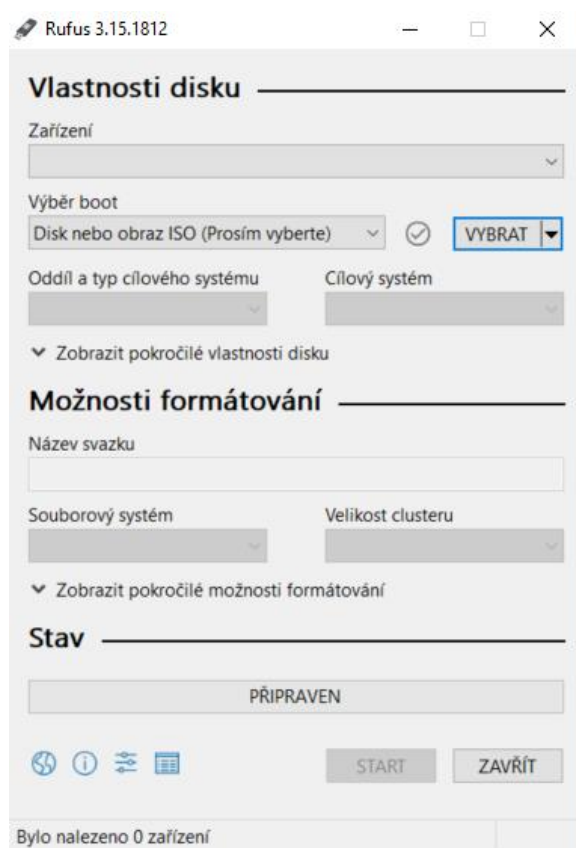 Rufus 3.15.1812
Vlastnosti disku
Zařízení
Výběr boot
Disk nebo obraz ISO (Prosím vyberte)
VYBRAT
Oddíl a typ cílového systému
Cílový systém
Zobrazit pokročilé vlastnosti disku
Možnosti formátování
Název svazku
Souborový systém
Velikost clusteru
Zobrazit pokročilé možnosti formátování
Stav
PŘIPRAVEN
START
ZAVŘÍT
Bylo nalezeno 0 zařízení